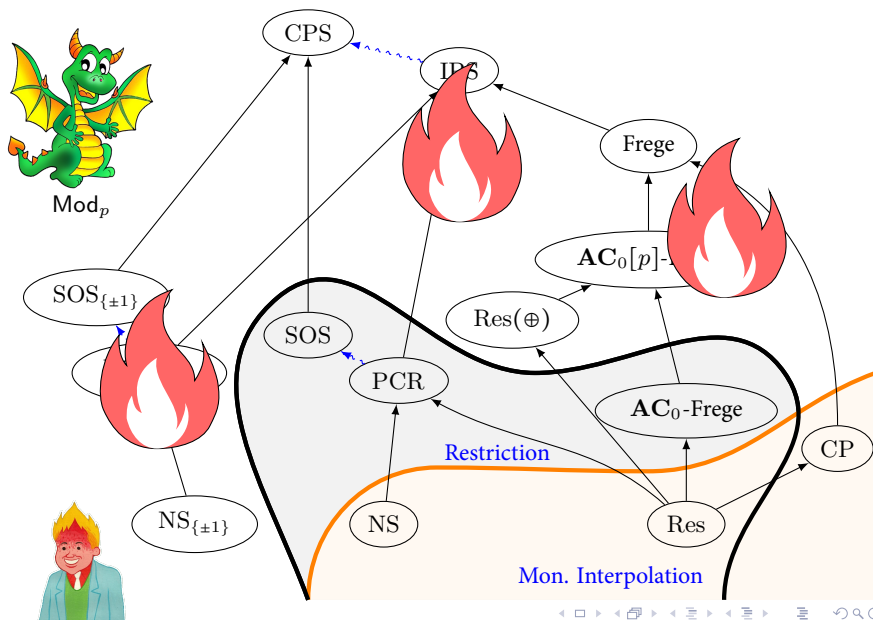 CPS
IPS
Frege
Mod_p
AC_0[p]-
SOS_{±1}
Res(⊕)
SOS
PCR
AC_0-Frege
Restriction
CP
NS_{±1}
NS
Res
Mon. Interpolation